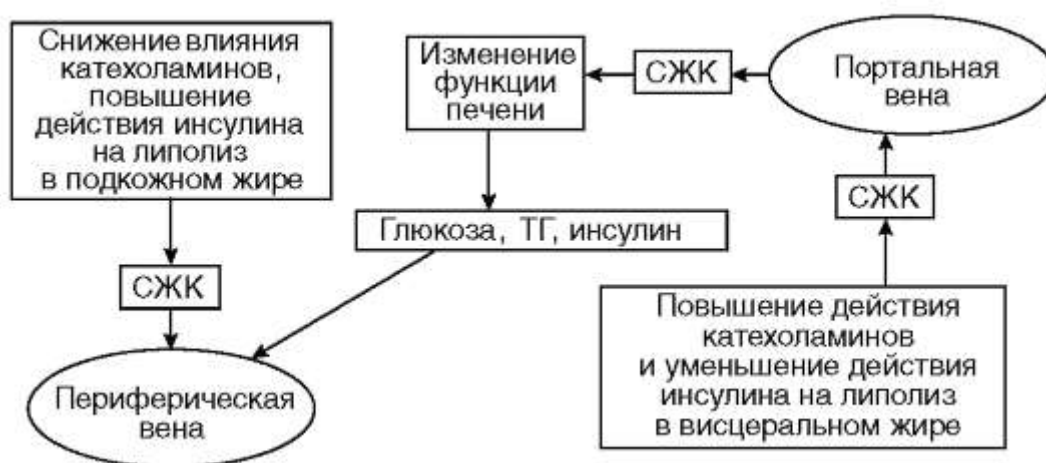 Снижение влияния
катехоламинов,
повышение
действия инсулина
на липолиз
в подкожном жире
СЖК
Периферическая
вена
Изменение
функции
печени
СЖК
Портальная
вена
Глюкоза, ТГ, инсулин
СЖК
Повышение действия
катехоламинов
и уменьшение действия
инсулина на липолиз
в висцеральном жире